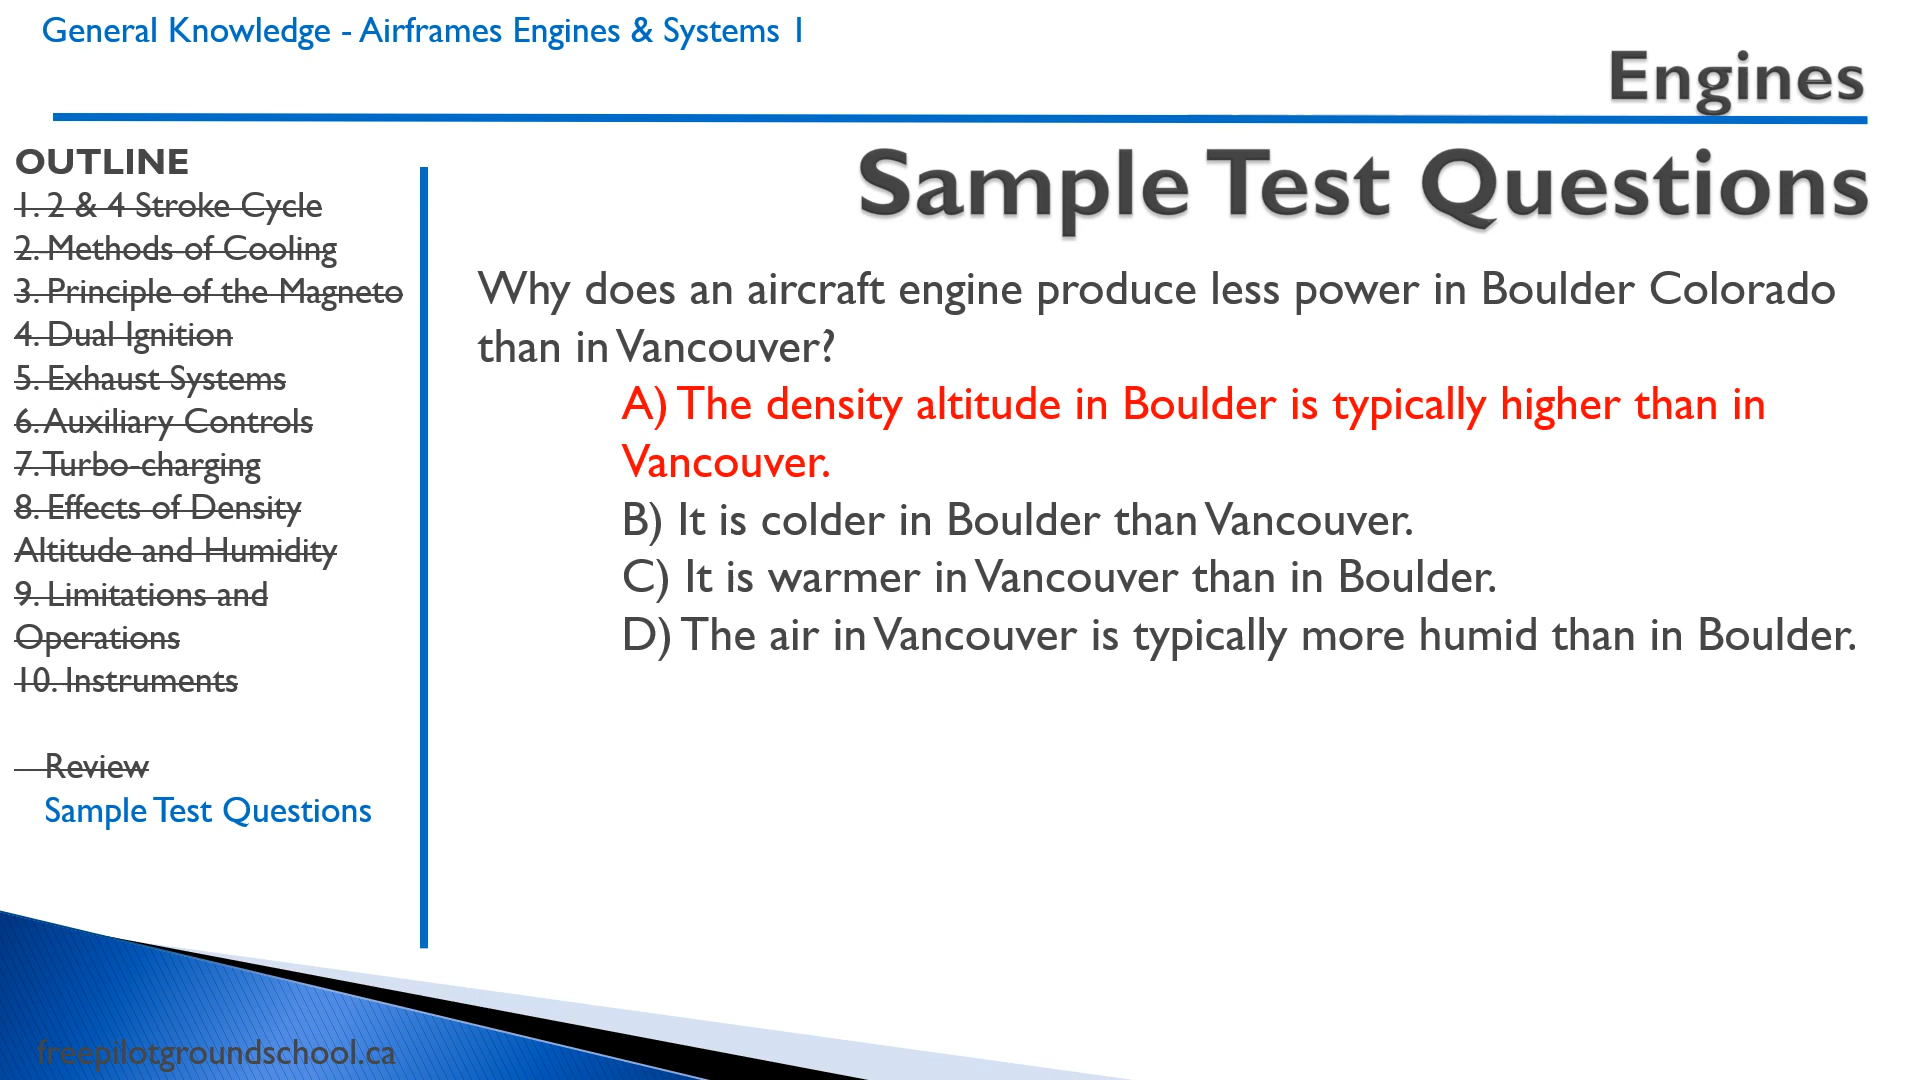 General Knowledge - Airframes Engines & Systems 1
Engines
Sample Test Questions
OUTLINE
1. 2 & 4 Stroke Cycle
2. Methods of Cooling
3. Principle of the Magneto
4. Dual Ignition
5. Exhaust Systems
6. Auxiliary Controls
7. Turbo-charging
8. Effects of Density
Altitude and Humidity
9. Limitations and
Operations
10. Instruments
Review
Sample Test Questions
Why does an aircraft engine produce less power in Boulder Colorado
than in Vancouver?
A) The density altitude in Boulder is typically higher than in
Vancouver.
B) It is colder in Boulder than Vancouver.
C) It is warmer in Vancouver than in Boulder.
D) The air in Vancouver is typically more humid than in Boulder.
freepilotgroundschool.ca